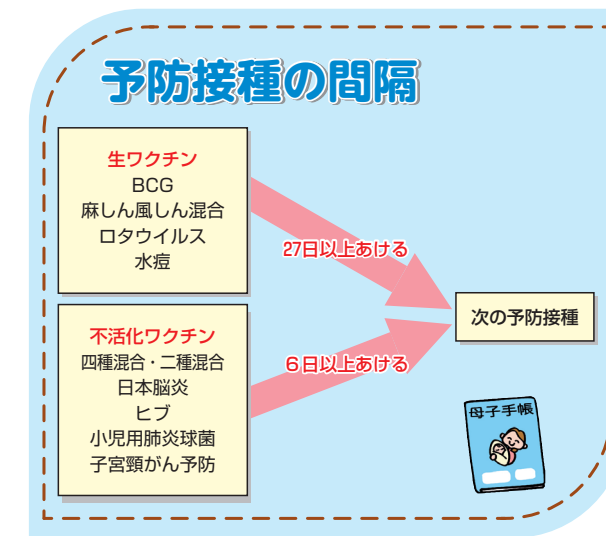 予防接種の間隔
生ワクチン
BCG
麻しん風しん混合
ロタウイルス
水痘
27日以上あける
不活化ワクチン
四種混合・二種混合
日本脳炎
ヒブ
小児用肺炎球菌
子宮頸がん予防
6日以上あける
次の予防接種
母子手帳